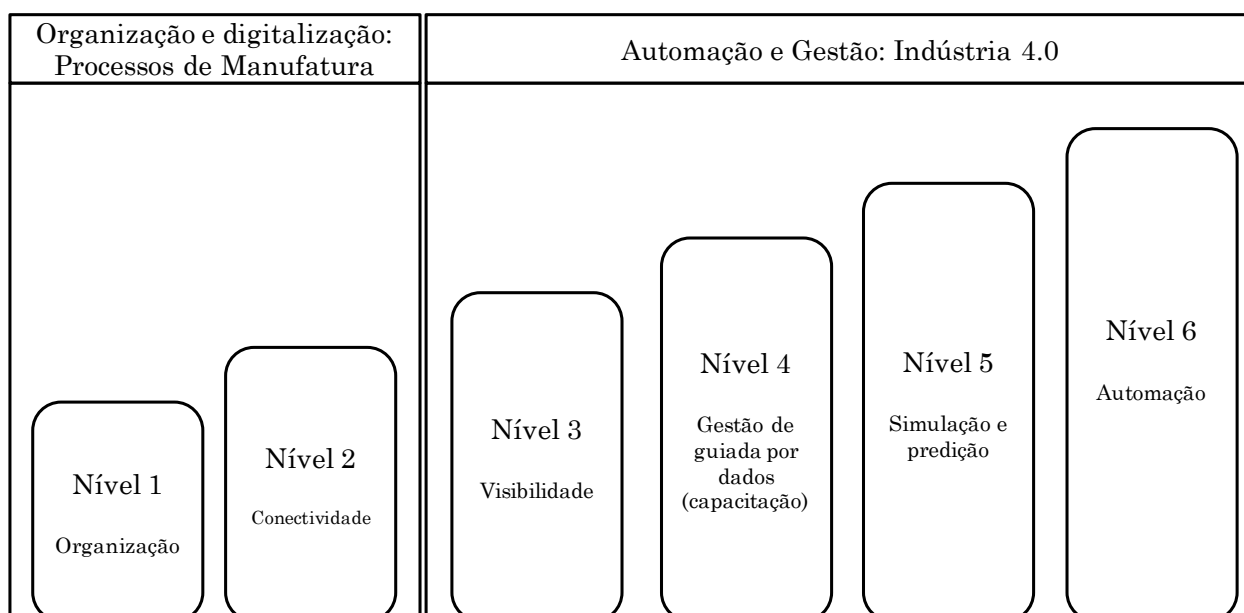 Organização e digitalização:
Processos de Manufatura
Automação e Gestão: Indústria 4.0
Nível 1
Organização
Nível 2
Conectividade
Nível 3
Visibilidade
Nível 4
Gestão de
guiada por
dados
(capacitação)
Nível 5
Simulação e
predição
Nível 6
Automação